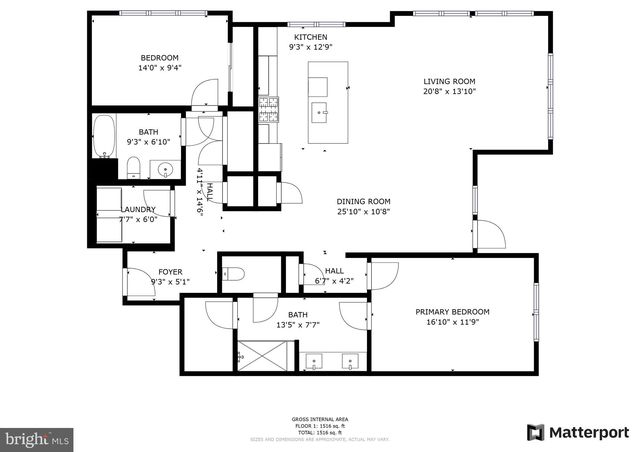 KITCHEN
9'3" × 12'9"
BEDROOM
14'0" × 9'4"
LIVING ROOM
20'8" × 13'10"
BATH
9'3" × 6'10"
4'11" × 14'6"
HALL
LAUNDRY
7'7" × 6'0"
DINING ROOM
25'10" × 10'8"
FOYER
9'3" × 5'1"
HALL
6'7" × 4'2"
BATH
13'5" × 7'7"
PRIMARY BEDROOM
16'10" × 11'9"
GROSS INTERNAL AREA
FLOOR 1: 1516 sq. ft
TOTAL: 1516 sq. ft
SIZES AND DIMENSIONS ARE APPROXIMATE, ACTUAL MAY VARY.
bright MLS
Matterport